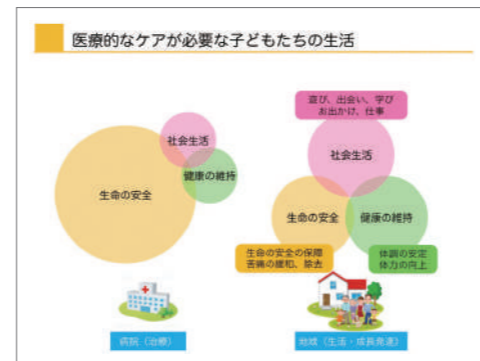 医療的なケアが必要な子どもたちの生活
遊び、出会い、学び
お出かけ、仕事
社会生活
健康の維持
生命の安全
社会生活
生命の安全
健康の維持
生命の安全の保障
苦痛の緩和、除去
体調の安定
体力の向上
病院(治療)
地域(生活・成長発達)